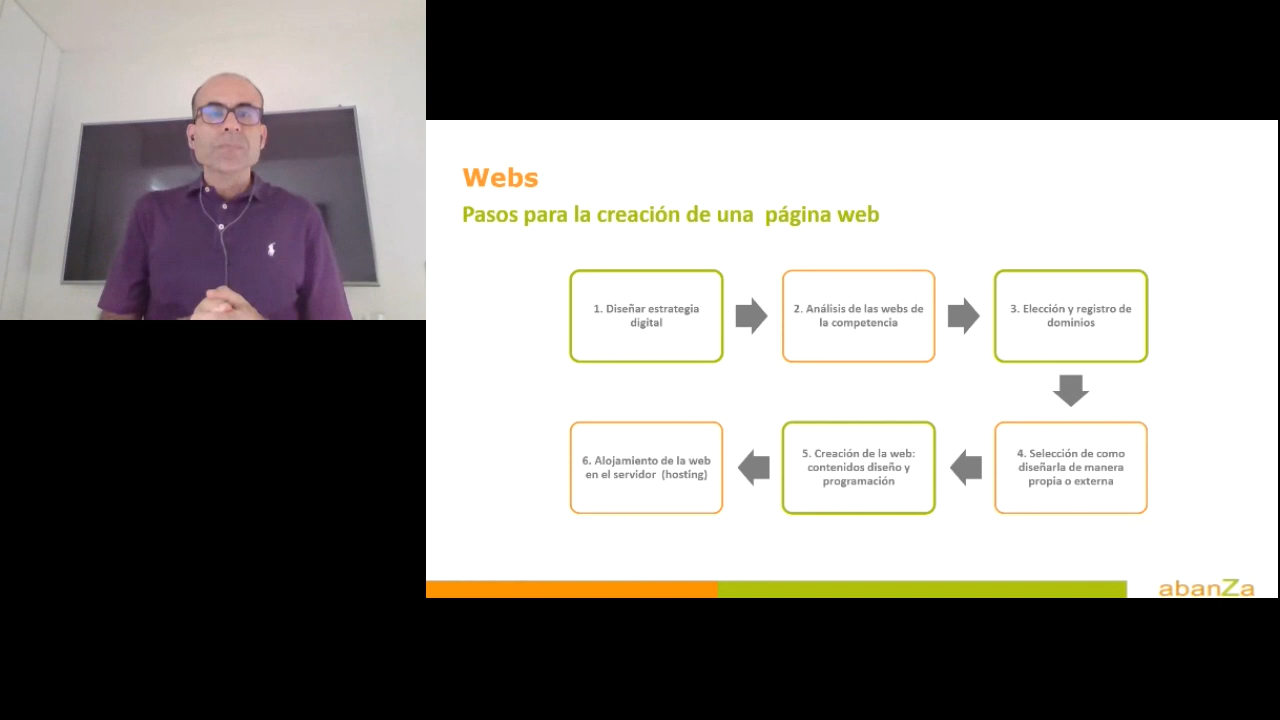 Webs
Pasos para la creación de una página web
1. Diseñar estrategia
digital
2. Análisis de las webs de
la competencia
3. Elección y registro de
dominios
4. Selección de como
diseñarla de manera
propia o externa
5. Creación de la web:
contenidos diseño y
programación
6. Alojamiento de la web
en el servidor (hosting)
abanZa